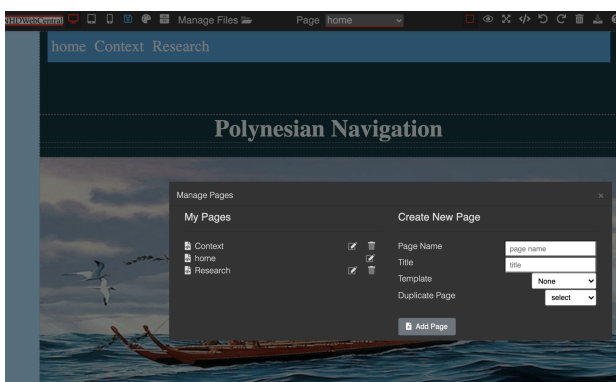 NHDWebCentral Manage Files Page home
home Context Research
Polynesian Navigation
Manage Pages ×
My Pages
Context
home
Research
Create New Page
Page Name page name
Title title
Template None
Duplicate Page select
Add Page